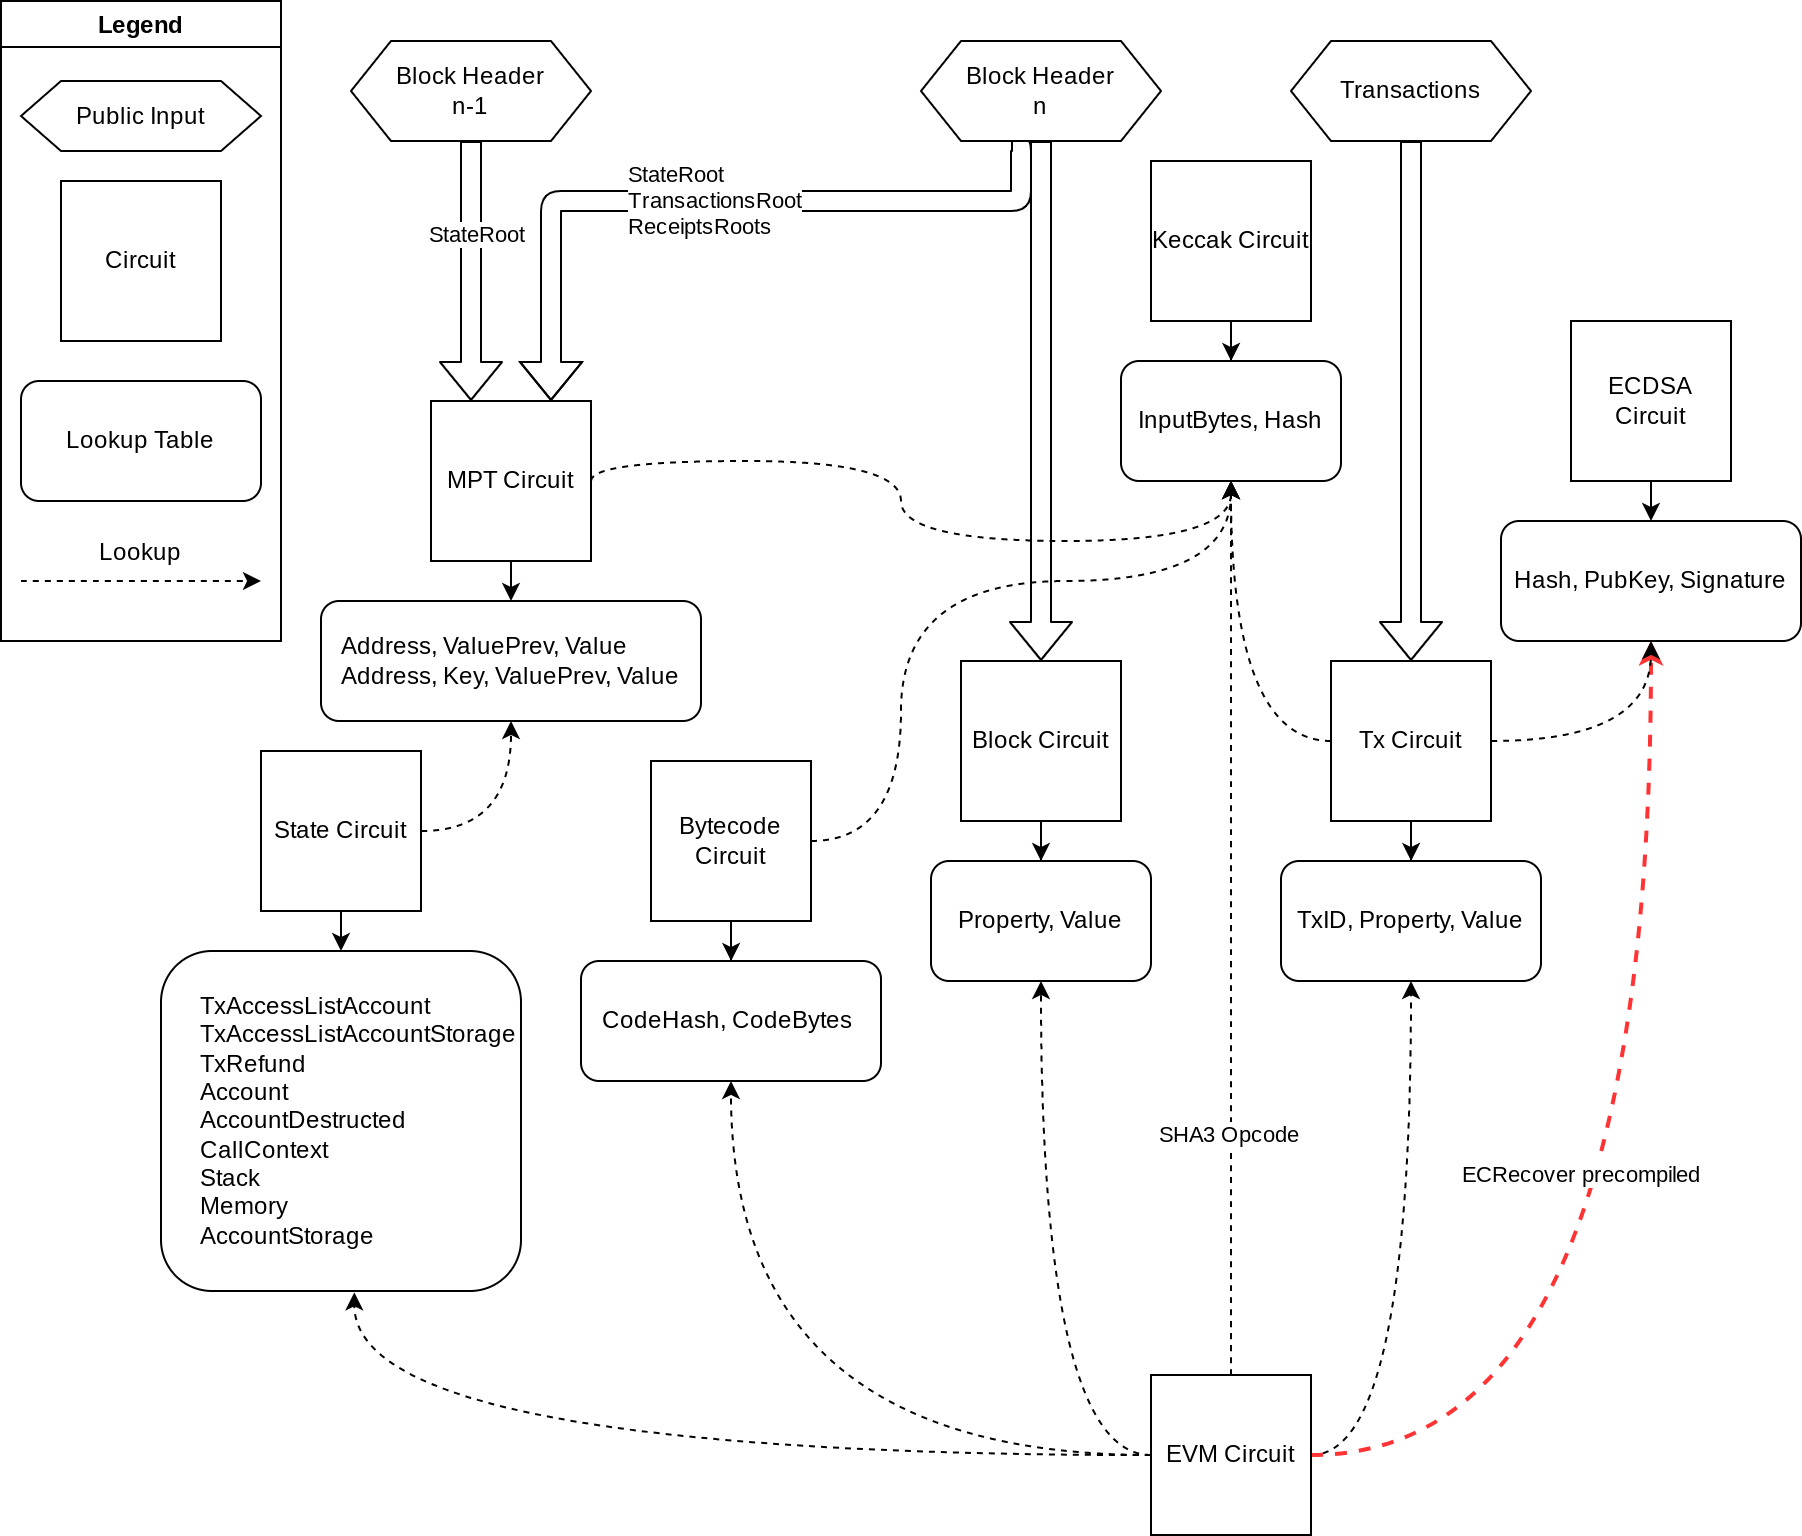 Legend
Public Input
Circuit
Lookup Table
Lookup
Block Header
n-1
Block Header
n
Transactions
StateRoot
StateRoot
TransactionsRoot
ReceiptsRoots
Keccak Circuit
InputBytes, Hash
ECDSA
Circuit
Hash, PubKey, Signature
MPT Circuit
Address, ValuePrev, Value
Address, Key, ValuePrev, Value
State Circuit
Bytecode
Circuit
Block Circuit
Tx Circuit
Property, Value
TxID, Property, Value
CodeHash, CodeBytes
TxAccessListAccount
TxAccessListAccountStorage
TxRefund
Account
AccountDestructed
CallContext
Stack
Memory
AccountStorage
SHA3 Opcode
ECRecover precompiled
EVM Circuit